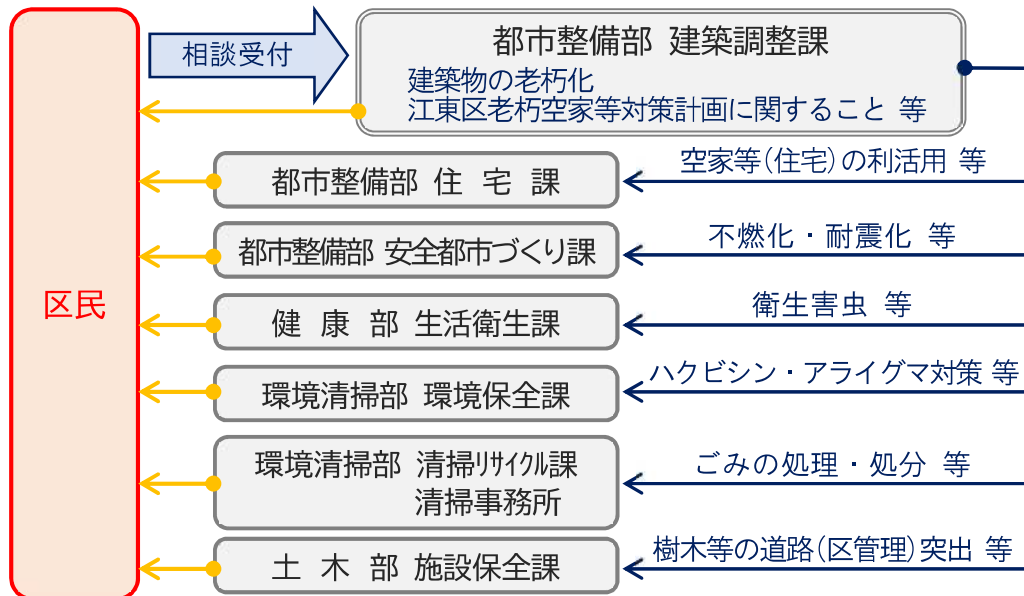 相談受付
都市整備部 建築調整課
建築物の老朽化
江東区老朽空家等対策計画に関すること 等
区民
都市整備部 住 宅 課
空家等(住宅)の利活用 等
都市整備部 安全都市づくり課
不燃化・耐震化 等
健 康 部 生活衛生課
衛生害虫 等
環境清掃部 環境保全課
ハクビシン・アライグマ対策 等
環境清掃部 清掃ﾘｻｲｸﾙ課
清掃事務所
ごみの処理・処分 等
土 木 部 施設保全課
樹木等の道路(区管理)突出 等